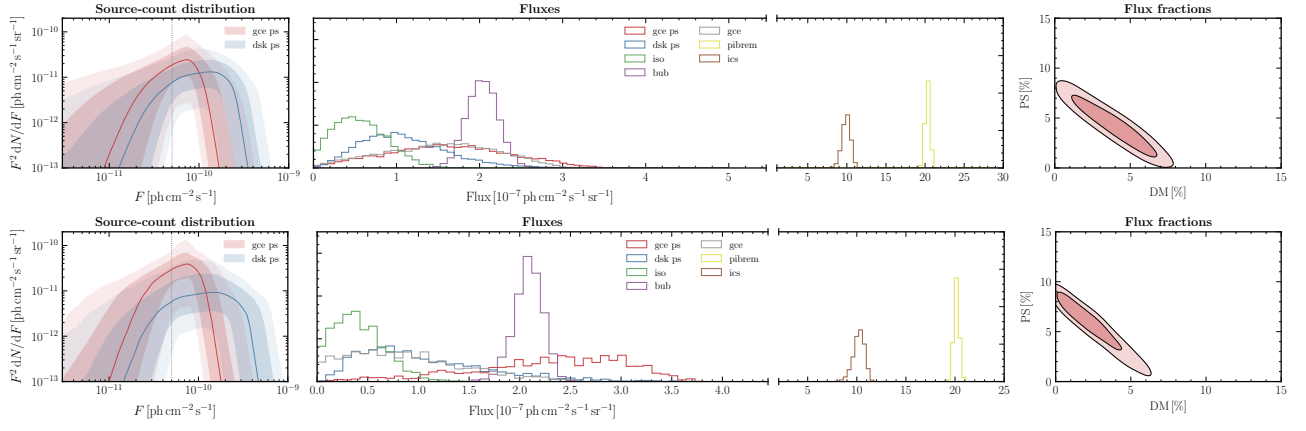 Source-count distribution
F² dN/dF [ph cm⁻² s⁻¹ sr⁻¹]
10⁻¹⁰
10⁻¹¹
10⁻¹²
10⁻¹³
gce ps
dsk ps
10⁻¹¹ 10⁻¹⁰ 10⁻⁹
F [ph cm⁻² s⁻¹]
Fluxes
gce ps
dsk ps
iso
bub
gce
pibrem
ics
0 1 2 3 4 5
5 10 15 20 25 30
Flux [10⁻⁷ ph cm⁻² s⁻¹ sr⁻¹]
Flux fractions
PS [%]
15
10
5
0
0 5 10 15
DM [%]
Source-count distribution
F² dN/dF [ph cm⁻² s⁻¹ sr⁻¹]
10⁻¹⁰
10⁻¹¹
10⁻¹²
10⁻¹³
gce ps
dsk ps
10⁻¹¹ 10⁻¹⁰ 10⁻⁹
F [ph cm⁻² s⁻¹]
Fluxes
gce ps
dsk ps
iso
bub
gce
pibrem
ics
0.0 0.5 1.0 1.5 2.0 2.5 3.0 3.5 4.0
5 10 15 20 25
Flux [10⁻⁷ ph cm⁻² s⁻¹ sr⁻¹]
Flux fractions
PS [%]
15
10
5
0
0 5 10 15
DM [%]